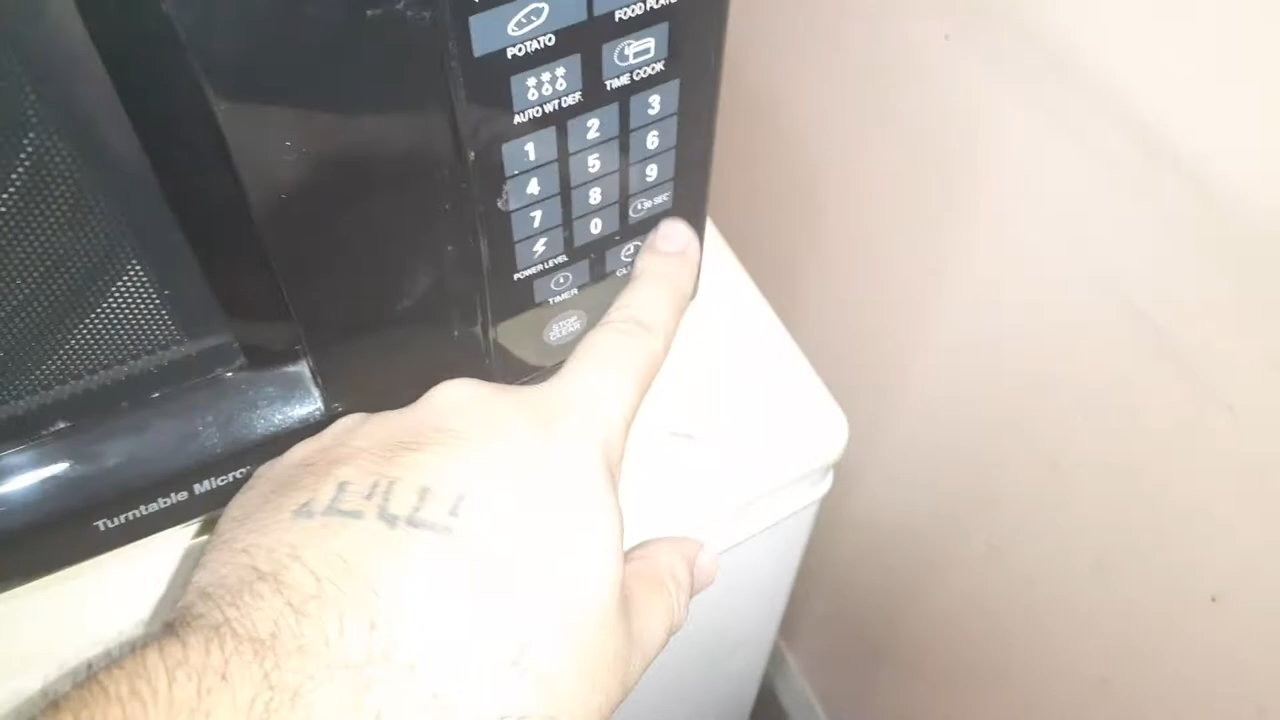 POTATO
FOOD PLATE
AUTO WT DEF.
TIME COOK
1 2 3
4 5 6
7 8 9
0 30 SEC
POWER LEVEL
TIMER
STOP
CLEAR
Turntable Micro